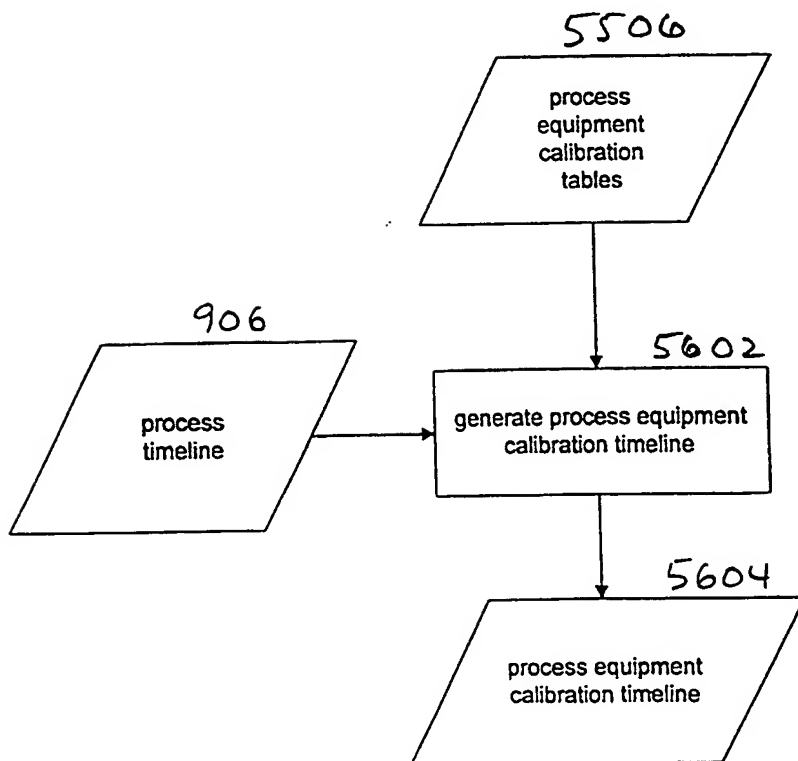 5506
process
equipment
calibration
tables
906
process
timeline
5602
generate process equipment
calibration timeline
5604
process equipment
calibration timeline